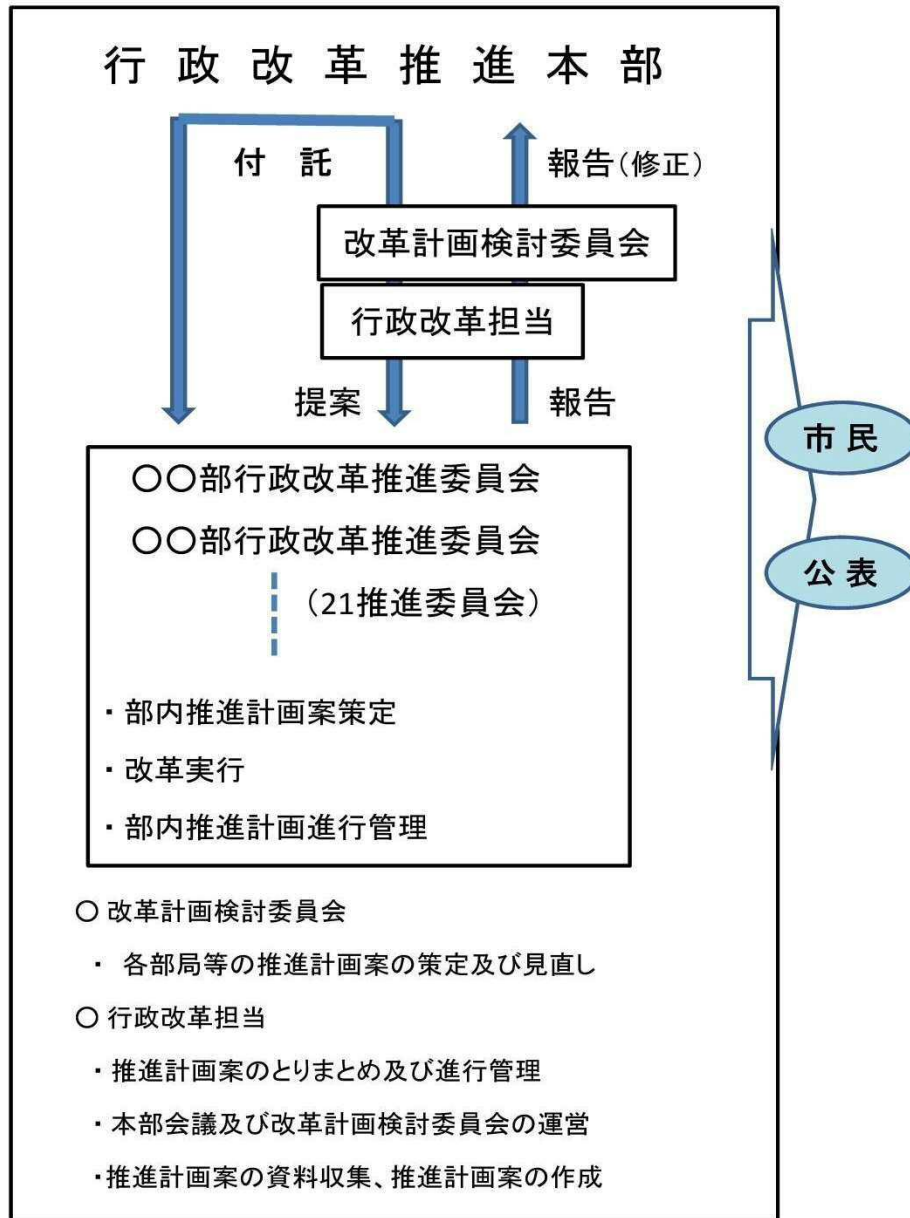 行政改革推進本部
付託
報告（修正）
改革計画検討委員会
行政改革担当
提案
報告
〇〇部行政改革推進委員会
〇〇部行政改革推進委員会
（21推進委員会）
・部内推進計画案策定
・改革実行
・部内推進計画進行管理
市民
公表
〇 改革計画検討委員会
・ 各部局等の推進計画案の策定及び見直し
〇 行政改革担当
・推進計画案のとりまとめ及び進行管理
・本部会議及び改革計画検討委員会の運営
・推進計画案の資料収集、推進計画案の作成